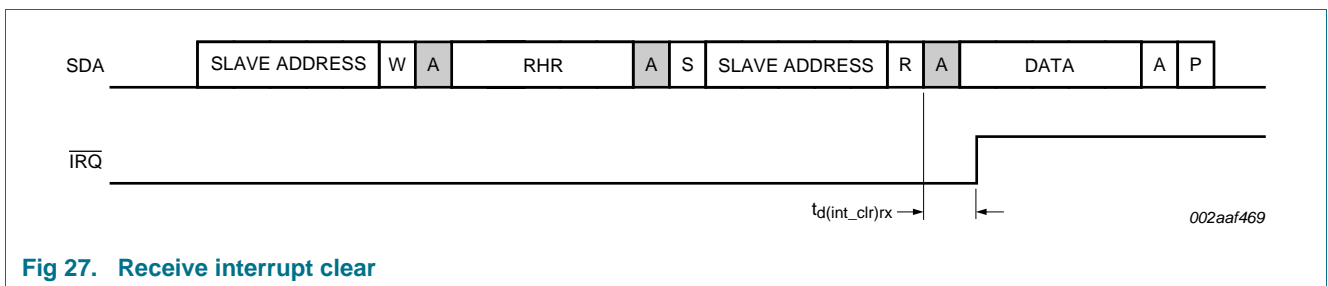 SDA SLAVE ADDRESS W A RHR A S SLAVE ADDRESS R A DATA A P
IRQ
td(int_clr)rx
002aaf469
Fig 27. Receive interrupt clear